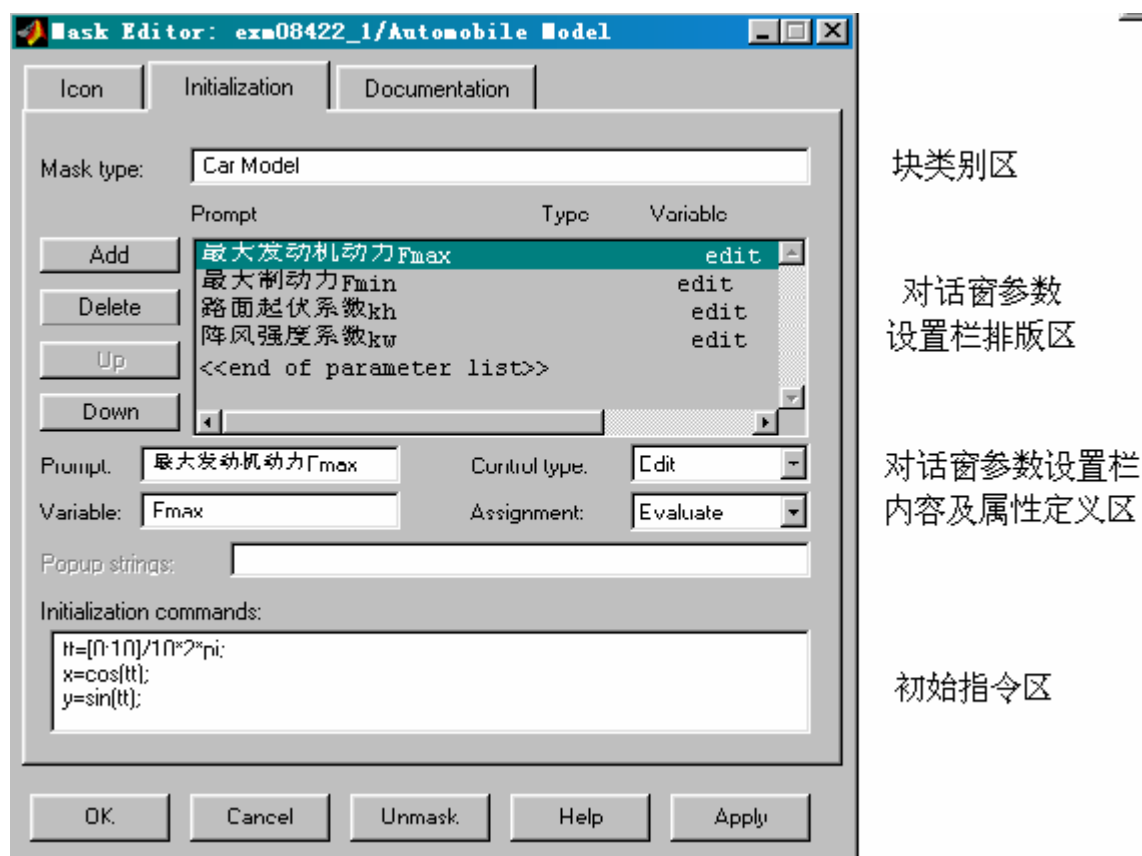 Mask Editor: exm08422_1/Automobile Model
Icon Initialization Documentation
Mask type: Car Model
块类别区
Prompt Type Variable
Add
Delete
Up
Down
最大发动机动力Fmax edit
最大制动力Fmin edit
路面起伏系数kh edit
阵风强度系数kw edit
<<end of parameter list>>
对话窗参数
设置栏排版区
Prompt: 最大发动机动力Fmax Control type: Edit
Variable: Fmax Assignment: Evaluate
对话窗参数设置栏
内容及属性定义区
Popup strings:
Initialization commands:
tt=[0:10]/10*2*pi;
x=cos(tt);
y=sin(tt);
初始指令区
OK Cancel Unmask Help Apply